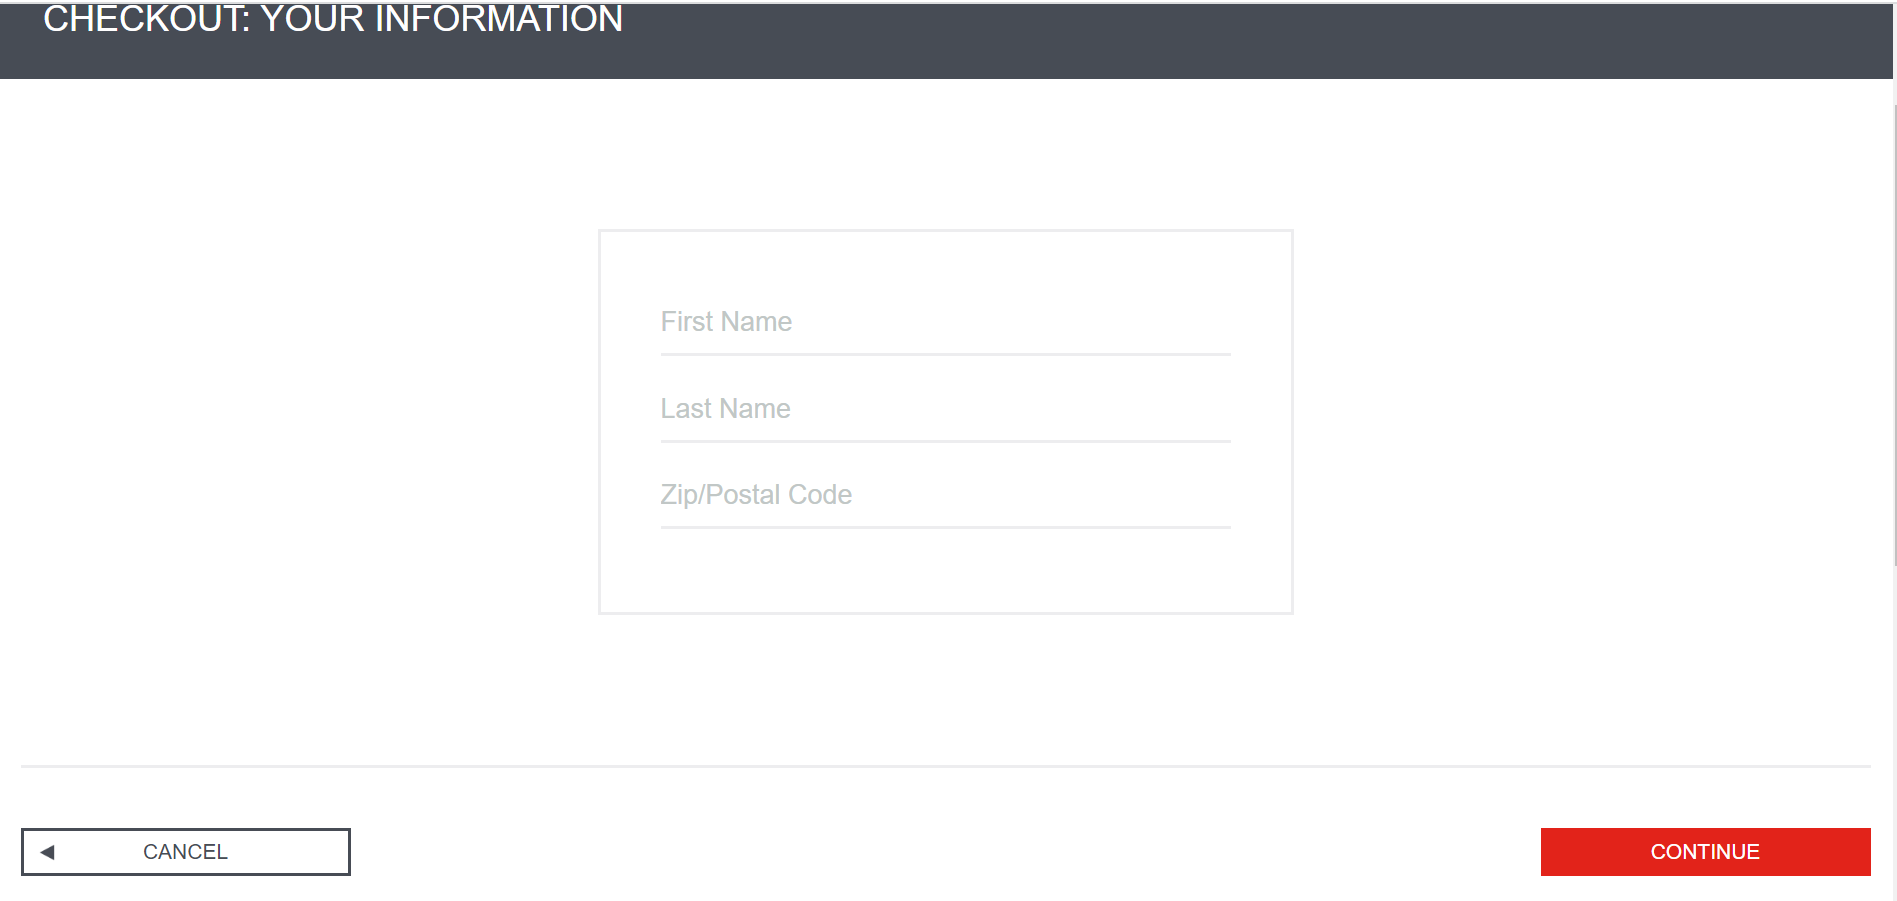 CHECKOUT: YOUR INFORMATION
First Name
Last Name
Zip/Postal Code
CANCEL
CONTINUE